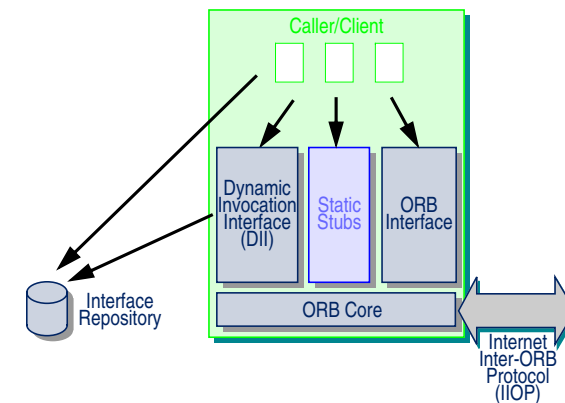 Caller/Client
Dynamic
Invocation
Interface
(DII)
Static
Stubs
ORB
Interface
ORB Core
Interface
Repository
Internet
Inter-ORB
Protocol
(IIOP)